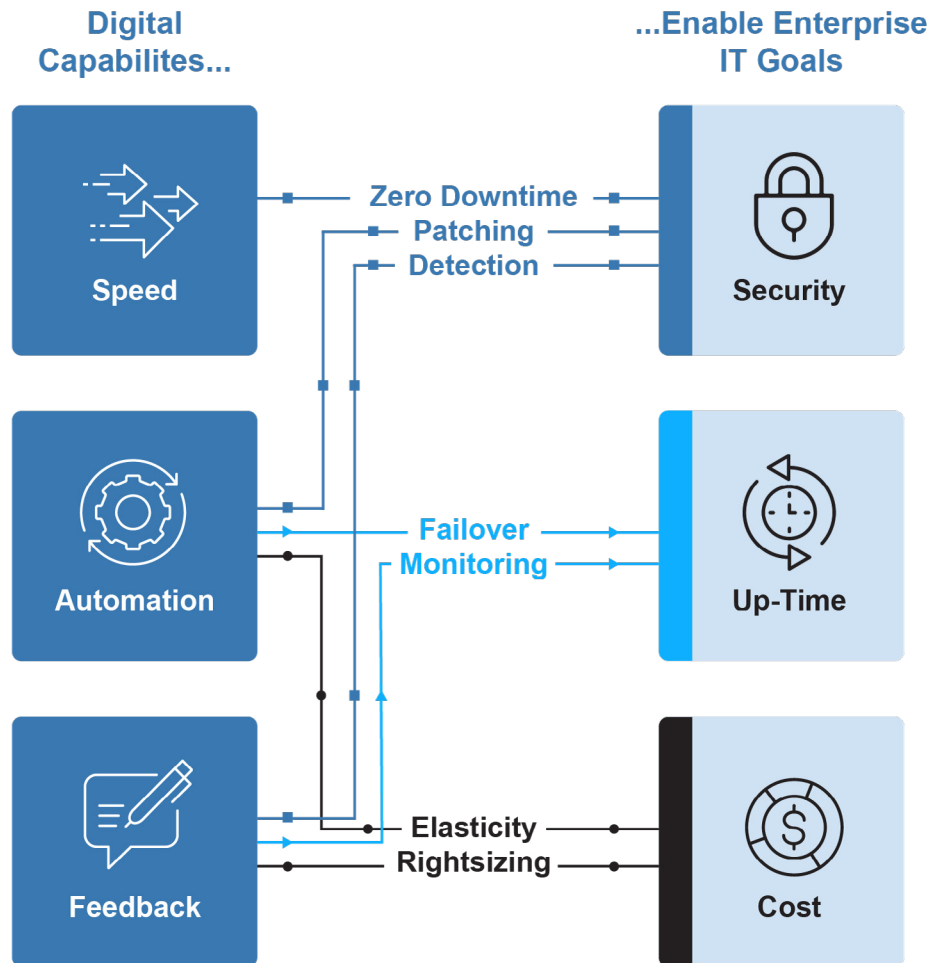 Digital
Capabilites...
...Enable Enterprise
IT Goals
Speed
Zero Downtime
Patching
Detection
Security
Automation
Failover
Monitoring
Up-Time
Feedback
Elasticity
Rightsizing
$
Cost